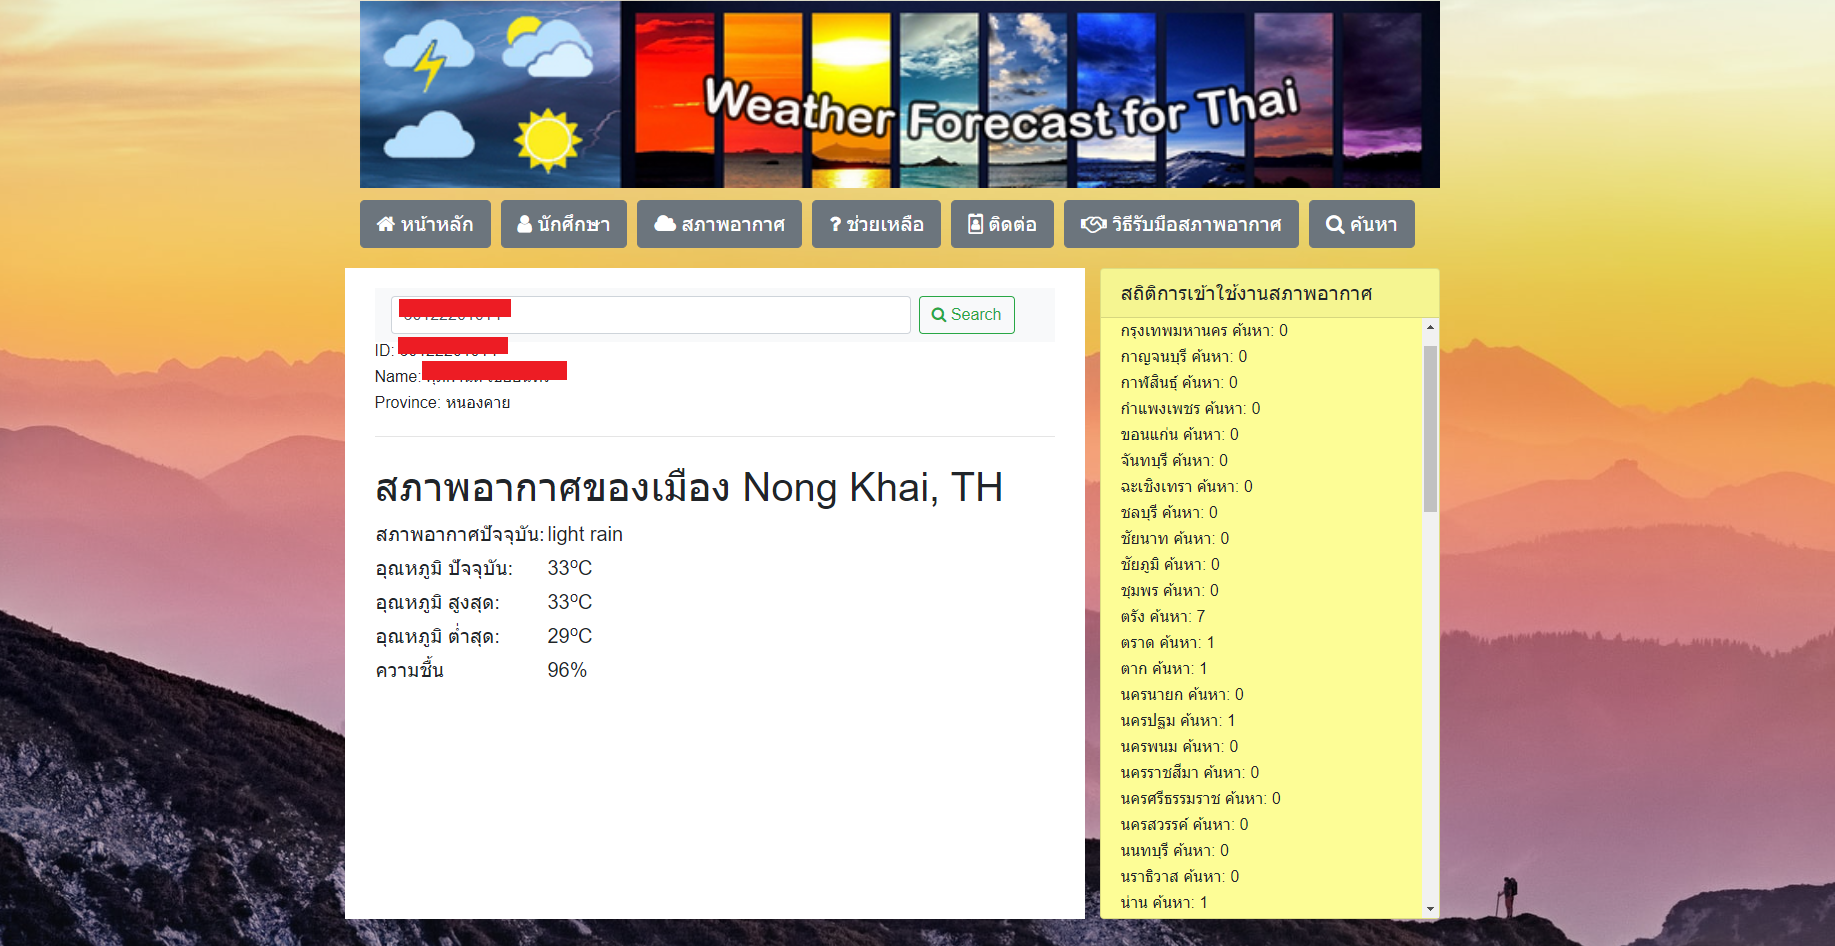 Weather Forecast for Thai
หน้าหลัก นักศึกษา สภาพอากาศ ? ช่วยเหลือ ติดต่อ วิธีรับมือสภาพอากาศ ค้นหา
Search
ID:
Name:
Province: หนองคาย
สภาพอากาศของเมือง Nong Khai, TH
สภาพอากาศปัจจุบัน: light rain
อุณหภูมิ ปัจจุบัน: 33°C
อุณหภูมิ สูงสุด: 33°C
อุณหภูมิ ต่ำสุด: 29°C
ความชื้น 96%
สถิติการเข้าใช้งานสภาพอากาศ
กรุงเทพมหานคร ค้นหา: 0
กาญจนบุรี ค้นหา: 0
กาฬสินธุ์ ค้นหา: 0
กำแพงเพชร ค้นหา: 0
ขอนแก่น ค้นหา: 0
จันทบุรี ค้นหา: 0
ฉะเชิงเทรา ค้นหา: 0
ชลบุรี ค้นหา: 0
ชัยนาท ค้นหา: 0
ชัยภูมิ ค้นหา: 0
ชุมพร ค้นหา: 0
ตรัง ค้นหา: 7
ตราด ค้นหา: 1
ตาก ค้นหา: 1
นครนายก ค้นหา: 0
นครปฐม ค้นหา: 1
นครพนม ค้นหา: 0
นครราชสีมา ค้นหา: 0
นครศรีธรรมราช ค้นหา: 0
นครสวรรค์ ค้นหา: 0
นนทบุรี ค้นหา: 0
นราธิวาส ค้นหา: 0
น่าน ค้นหา: 1